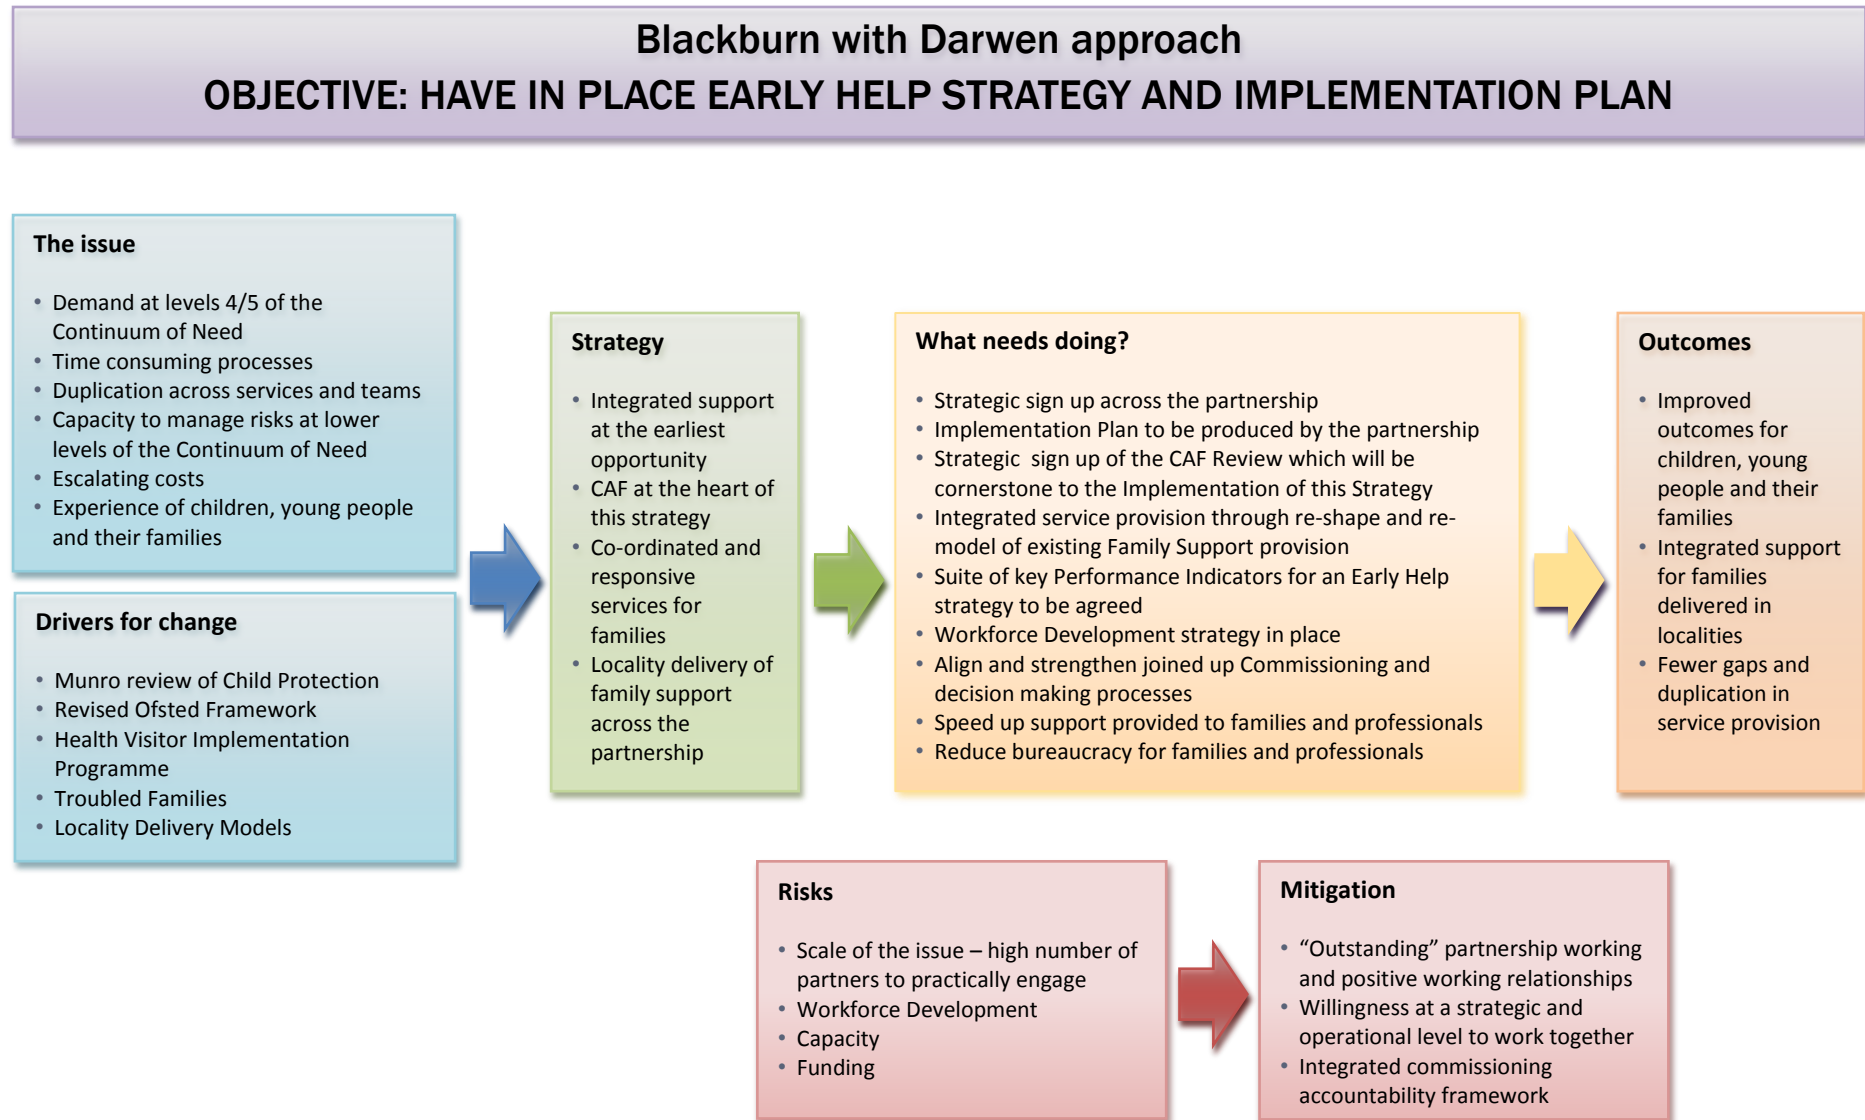 Blackburn with Darwen approach
OBJECTIVE: HAVE IN PLACE EARLY HELP STRATEGY AND IMPLEMENTATION PLAN
The issue
• Demand at levels 4/5 of the
Continuum of Need
• Time consuming processes
• Duplication across services and teams
• Capacity to manage risks at lower
levels of the Continuum of Need
• Escalating costs
• Experience of children, young people
and their families
Drivers for change
• Munro review of Child Protection
• Revised Ofsted Framework
• Health Visitor Implementation
Programme
• Troubled Families
• Locality Delivery Models
Strategy
• Integrated support
at the earliest
opportunity
• CAF at the heart of
this strategy
• Co-ordinated and
responsive
services for
families
• Locality delivery of
family support
across the
partnership
What needs doing?
• Strategic sign up across the partnership
• Implementation Plan to be produced by the partnership
• Strategic sign up of the CAF Review which will be
cornerstone to the Implementation of this Strategy
• Integrated service provision through re-shape and re-
model of existing Family Support provision
• Suite of key Performance Indicators for an Early Help
strategy to be agreed
• Workforce Development strategy in place
• Align and strengthen joined up Commissioning and
decision making processes
• Speed up support provided to families and professionals
• Reduce bureaucracy for families and professionals
Outcomes
• Improved
outcomes for
children, young
people and their
families
• Integrated support
for families
delivered in
localities
• Fewer gaps and
duplication in
service provision
Risks
• Scale of the issue – high number of
partners to practically engage
• Workforce Development
• Capacity
• Funding
Mitigation
• “Outstanding” partnership working
and positive working relationships
• Willingness at a strategic and
operational level to work together
• Integrated commissioning
accountability framework